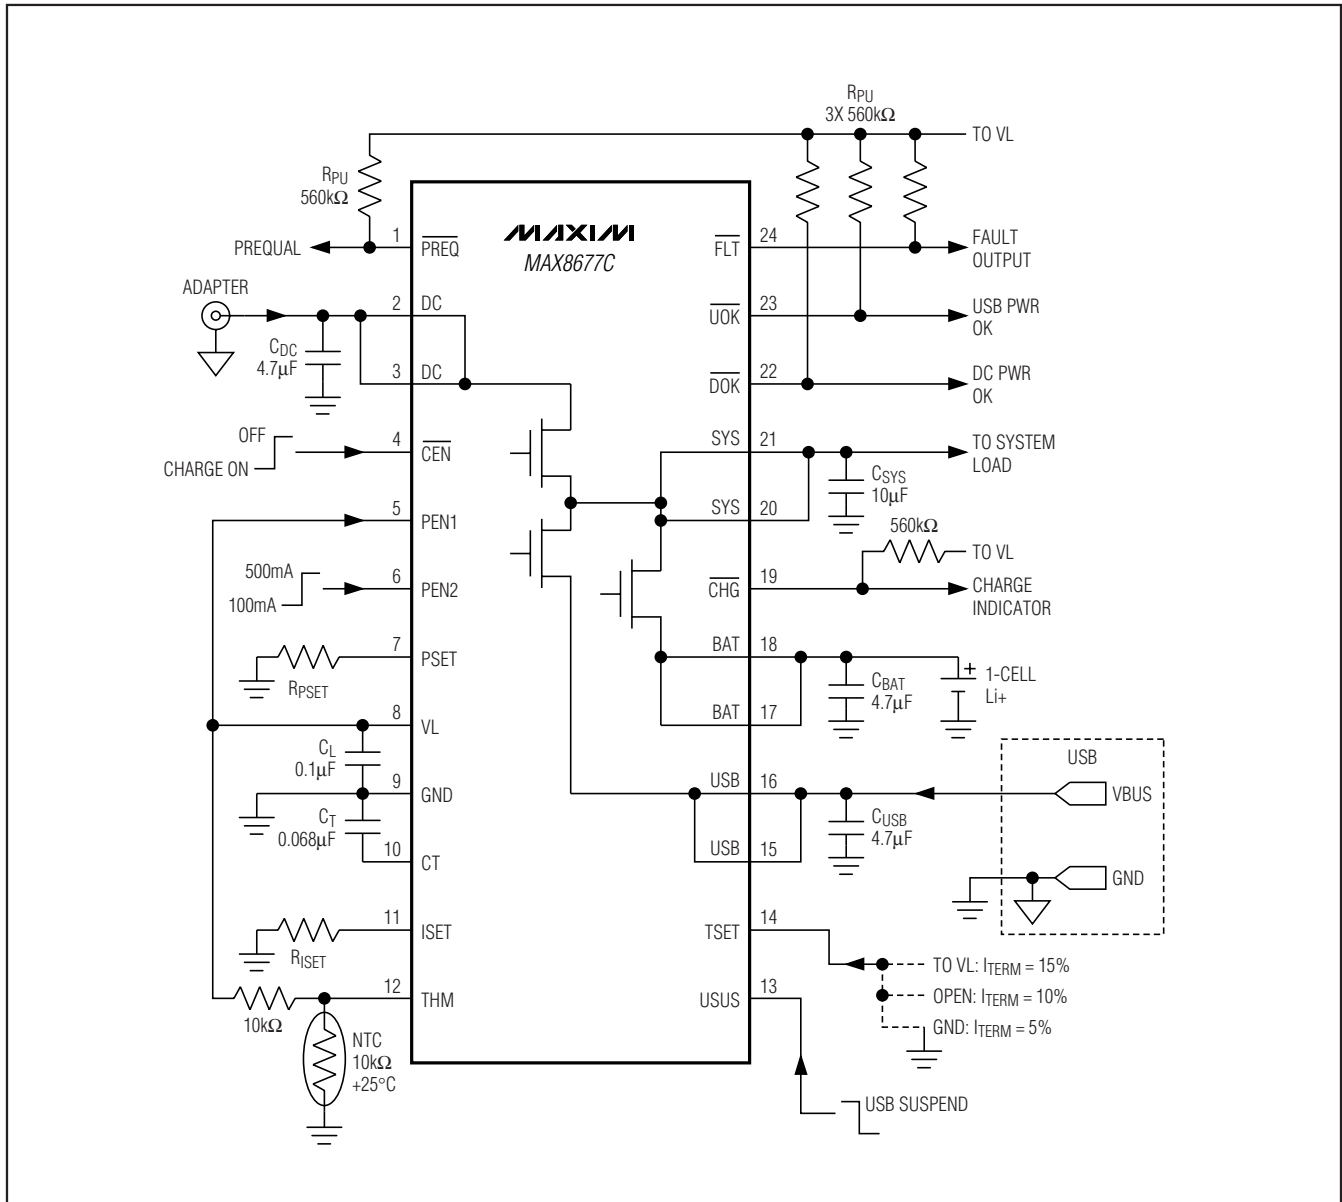 RPU
3X 560kΩ
TO VL
RPU
560kΩ
MAXIM
MAX8677C
PREQUAL
1
PREQ
24
FLT
FAULT
OUTPUT
ADAPTER
2
DC
23
UOK
USB PWR
OK
CDC
4.7µF
3
DC
22
DOK
DC PWR
OK
OFF
CHARGE ON
4
CEN
SYS
21
TO SYSTEM
LOAD
CSYS
10µF
5
PEN1
SYS
20
560kΩ
TO VL
500mA
100mA
6
PEN2
19
CHG
CHARGE
INDICATOR
7
PSET
RPSET
BAT
18
CBAT
4.7µF
+
1-CELL
Li+
8
VL
BAT
17
CL
0.1µF
USB
9
GND
USB
16
VBUS
CT
0.068µF
CUSB
4.7µF
10
CT
USB
15
GND
11
ISET
RISET
14
TSET
TO VL: ITERM = 15%
OPEN: ITERM = 10%
GND: ITERM = 5%
12
THM
13
USUS
10kΩ
NTC
10kΩ
+25°C
USB SUSPEND